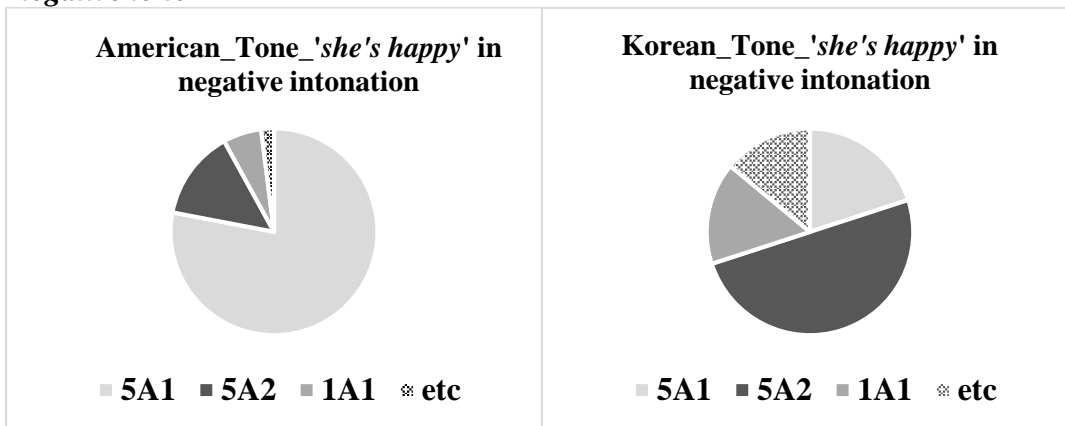 American_Tone_'she's happy' in
negative intonation
5A1 5A2 1A1 etc
Korean_Tone_'she's happy' in
negative intonation
5A1 5A2 1A1 etc